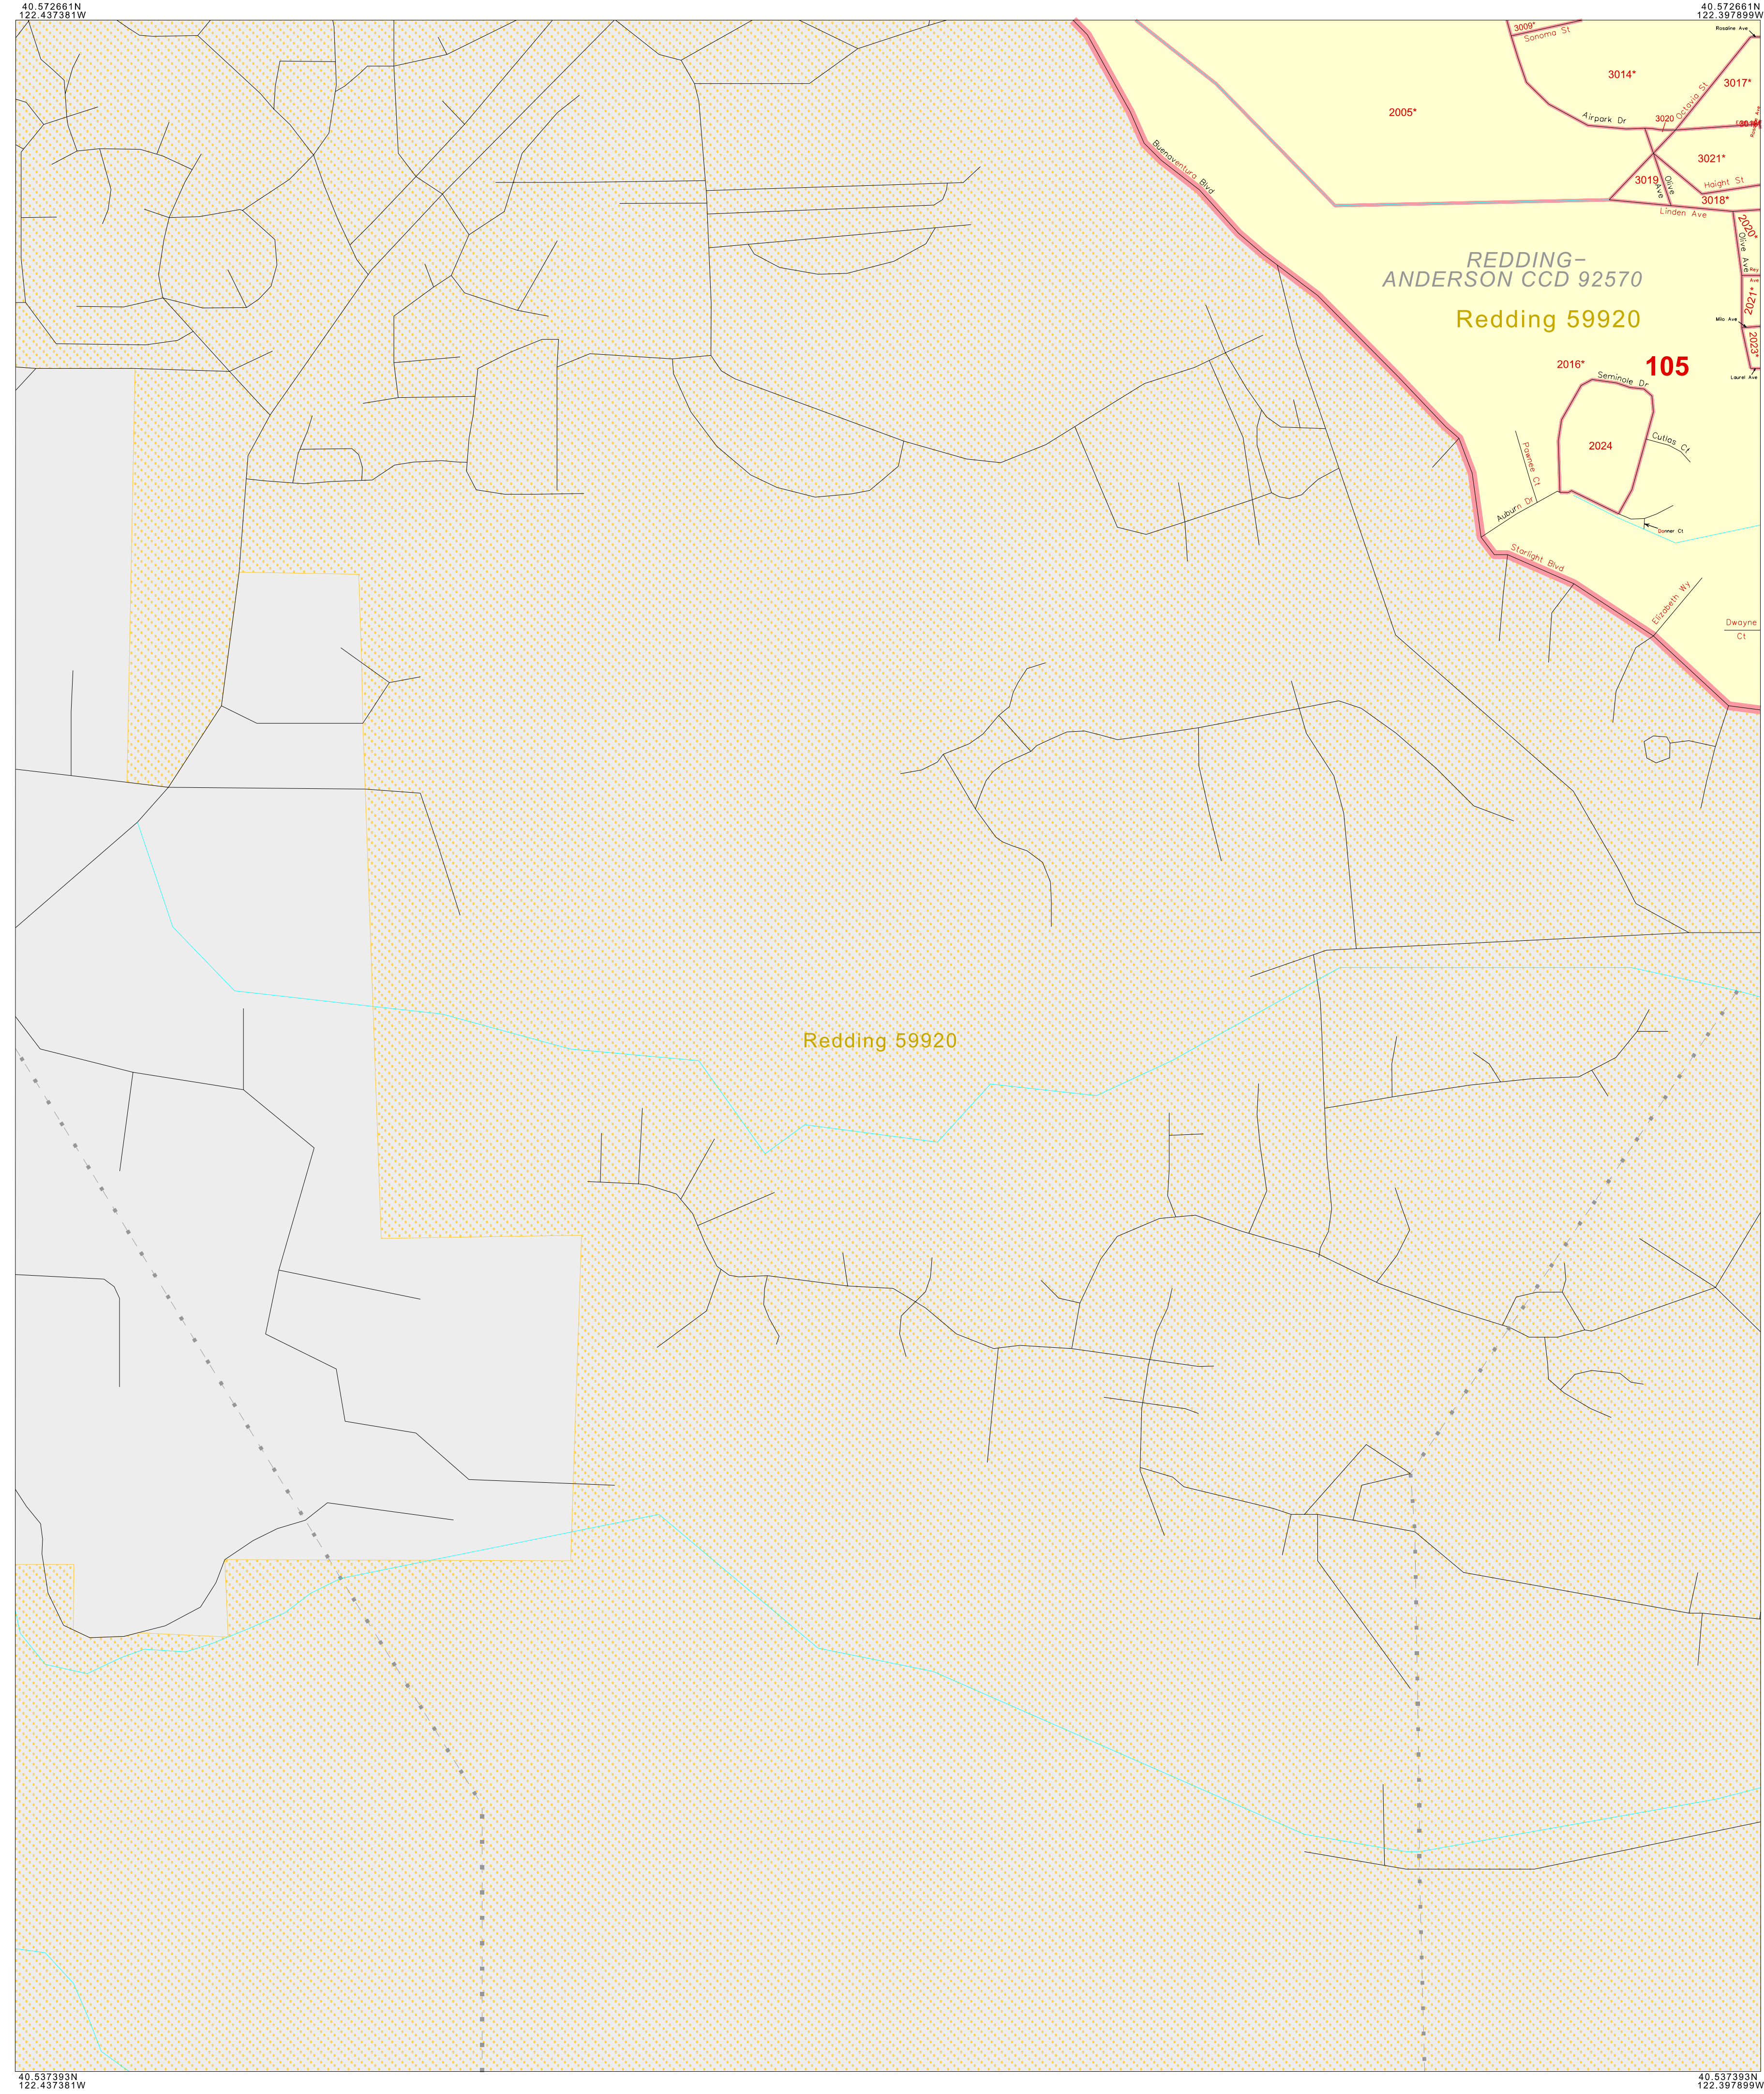 40.572661N
122.437381W
40.572661N
122.397899W
3009*
Sonoma St
Rosaline Ave
3014*
3017*
Octavia St
2005*
Airpark Dr
3020
3021*
Buenaventura Blvd
3019
Olive
Ave
Haight St
3018*
Linden Ave
2020*
Olive Ave
REDDING–
ANDERSON CCD 92570
Rey
Ave
2021*
Redding 59920
Milo Ave
2023*
2016*
105
Laurel Ave
Seminole Dr
2024
Cutlas Ct
Pawnee Ct
Auburn Dr
Gonner Ct
Starlight Blvd
Elizabeth Wy
Dwayne
Ct
Redding 59920
40.537393N
122.437381W
40.537393N
122.397899W